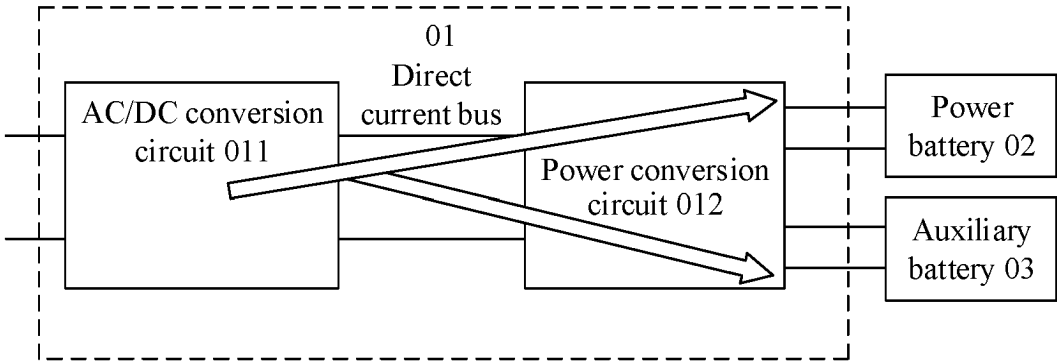 01
Direct
current bus
AC/DC conversion
circuit 011
Power conversion
circuit 012
Power
battery 02
Auxiliary
battery 03